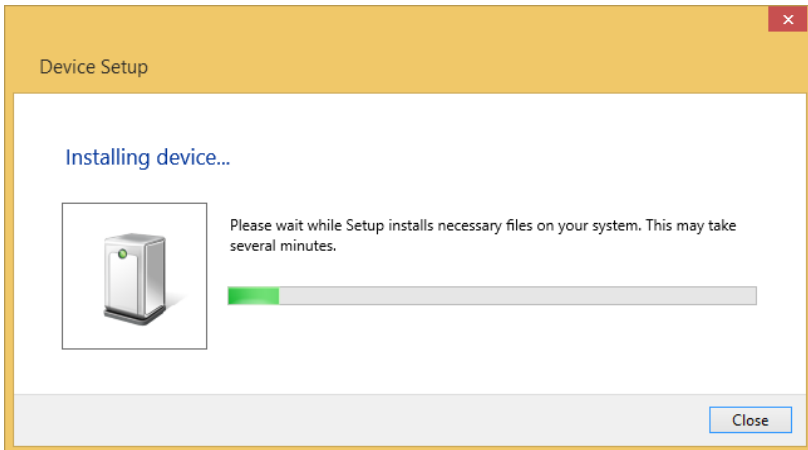 Device Setup
Installing device...
Please wait while Setup installs necessary files on your system. This may take
several minutes.
Close